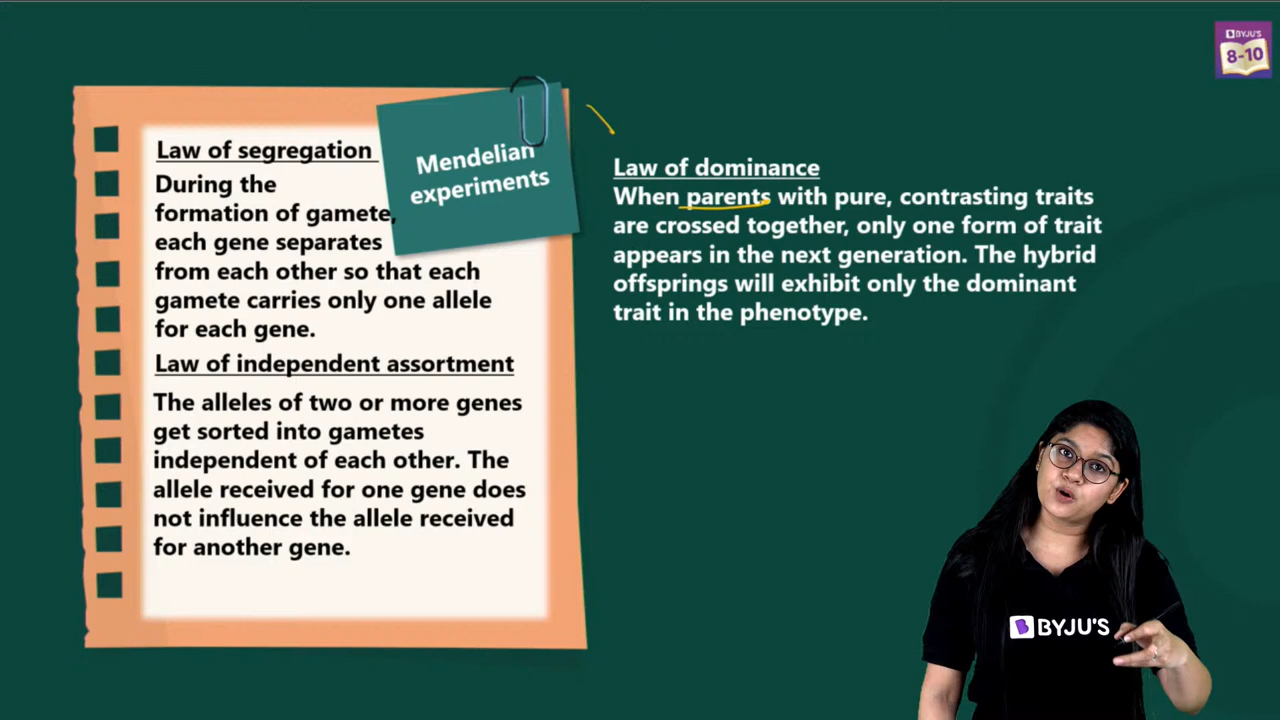 BYJU'S
8-10
Mendelian
experiments
Law of segregation
During the
formation of gamete,
each gene separates
from each other so that each
gamete carries only one allele
for each gene.
Law of independent assortment
The alleles of two or more genes
get sorted into gametes
independent of each other. The
allele received for one gene does
not influence the allele received
for another gene.
Law of dominance
When parents with pure, contrasting traits
are crossed together, only one form of trait
appears in the next generation. The hybrid
offsprings will exhibit only the dominant
trait in the phenotype.
BYJU'S